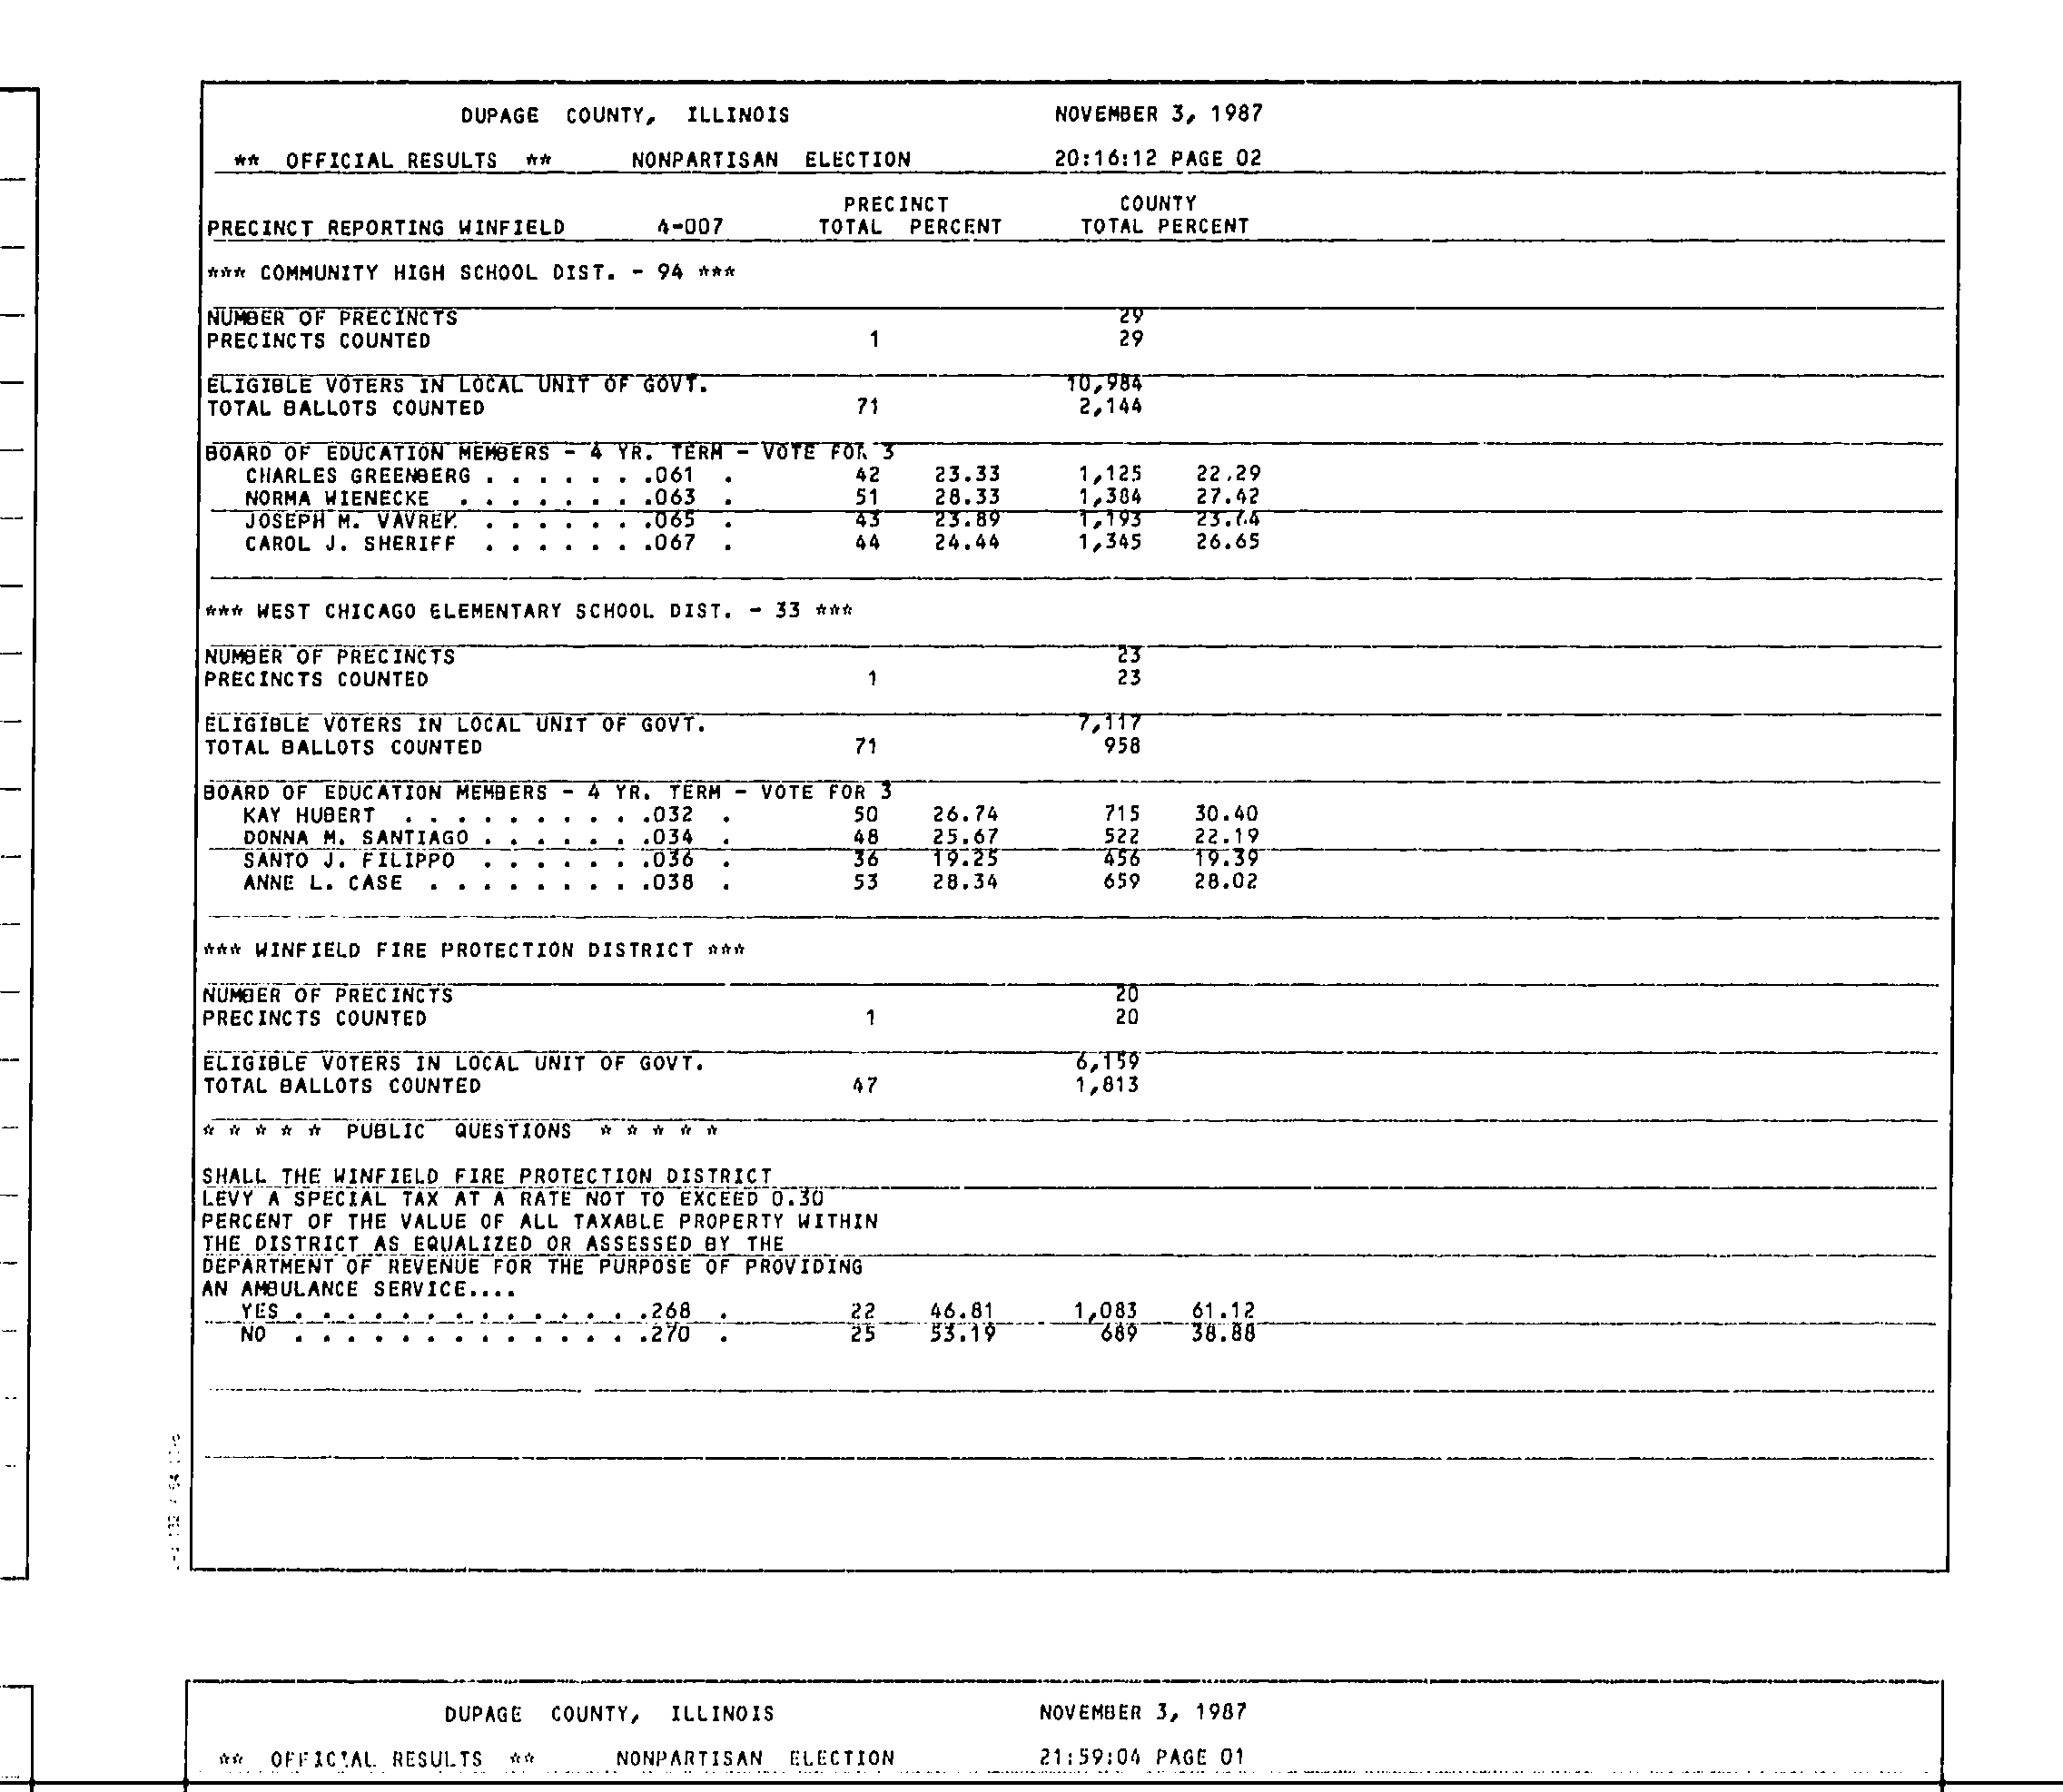 DUPAGE COUNTY, ILLINOIS NOVEMBER 3, 1987
** OFFICIAL RESULTS ** NONPARTISAN ELECTION 20:16:12 PAGE 02
PRECINCT COUNTY
PRECINCT REPORTING WINFIELD 4-007 TOTAL PERCENT TOTAL PERCENT
*** COMMUNITY HIGH SCHOOL DIST. - 94 ***
NUMBER OF PRECINCTS 29
PRECINCTS COUNTED 1 29
ELIGIBLE VOTERS IN LOCAL UNIT OF GOVT. 10,984
TOTAL BALLOTS COUNTED 71 2,144
BOARD OF EDUCATION MEMBERS - 4 YR. TERM - VOTE FOR 3
CHARLES GREENBERG . . . . . . .061 . 42 23.33 1,125 22.29
NORMA WIENECKE . . . . . . . .063 . 51 28.33 1,384 27.42
JOSEPH M. VAVREK . . . . . . .065 . 43 23.89 1,193 23.64
CAROL J. SHERIFF . . . . . . .067 . 44 24.44 1,345 26.65
*** WEST CHICAGO ELEMENTARY SCHOOL DIST. - 33 ***
NUMBER OF PRECINCTS 23
PRECINCTS COUNTED 1 23
ELIGIBLE VOTERS IN LOCAL UNIT OF GOVT. 7,117
TOTAL BALLOTS COUNTED 71 958
BOARD OF EDUCATION MEMBERS - 4 YR. TERM - VOTE FOR 3
KAY HUBERT . . . . . . . . . .032 . 50 26.74 715 30.40
DONNA M. SANTIAGO . . . . . . .034 . 48 25.67 522 22.19
SANTO J. FILIPPO . . . . . . .036 . 36 19.25 456 19.39
ANNE L. CASE . . . . . . . . .038 . 53 28.34 659 28.02
*** WINFIELD FIRE PROTECTION DISTRICT ***
NUMBER OF PRECINCTS 20
PRECINCTS COUNTED 1 20
ELIGIBLE VOTERS IN LOCAL UNIT OF GOVT. 6,159
TOTAL BALLOTS COUNTED 47 1,813
* * * * * PUBLIC QUESTIONS * * * * *
SHALL THE WINFIELD FIRE PROTECTION DISTRICT
LEVY A SPECIAL TAX AT A RATE NOT TO EXCEED 0.30
PERCENT OF THE VALUE OF ALL TAXABLE PROPERTY WITHIN
THE DISTRICT AS EQUALIZED OR ASSESSED BY THE
DEPARTMENT OF REVENUE FOR THE PURPOSE OF PROVIDING
AN AMBULANCE SERVICE....
YES . . . . . . . . . . . . . .268 . 22 46.81 1,083 61.12
NO . . . . . . . . . . . . . .270 . 25 53.19 689 38.88
DUPAGE COUNTY, ILLINOIS NOVEMBER 3, 1987
** OFFICIAL RESULTS ** NONPARTISAN ELECTION 21:59:04 PAGE 01